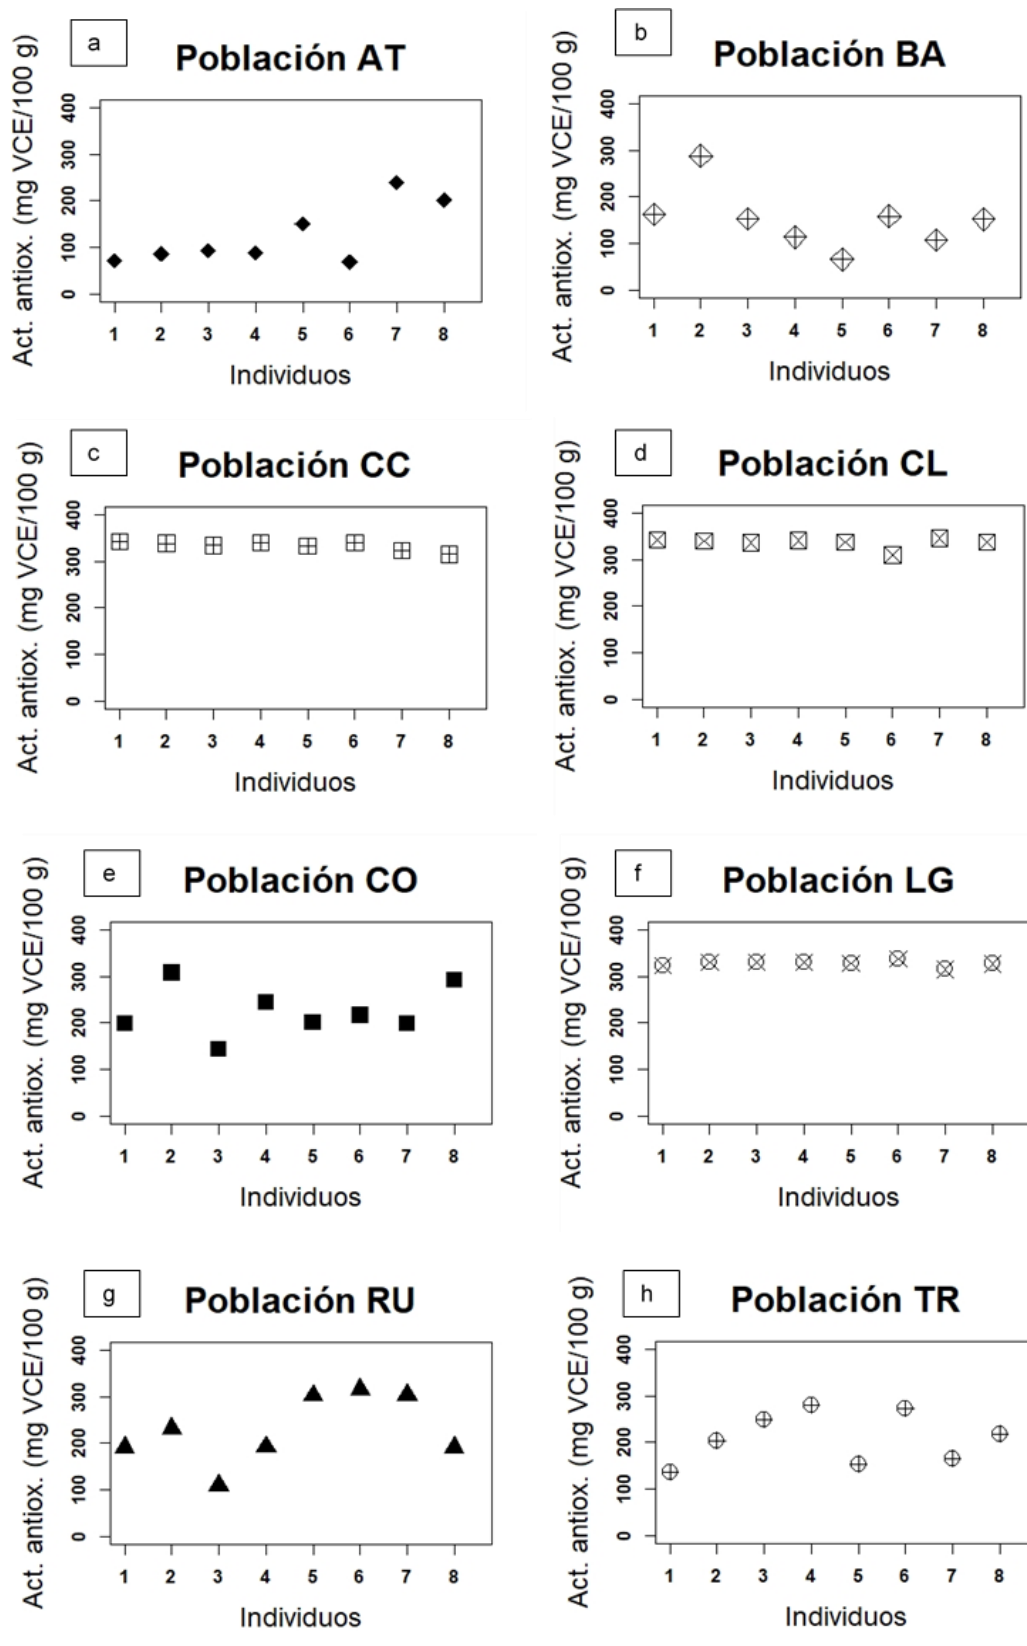 a
Población AT
Act. antiox. (mg VCE/100 g)
400
300
200
100
0
1 2 3 4 5 6 7 8
Individuos
b
Población BA
Act. antiox. (mg VCE/100 g)
400
300
200
100
0
1 2 3 4 5 6 7 8
Individuos
c
Población CC
Act. antiox. (mg VCE/100 g)
400
300
200
100
0
1 2 3 4 5 6 7 8
Individuos
d
Población CL
Act. antiox. (mg VCE/100 g)
400
300
200
100
0
1 2 3 4 5 6 7 8
Individuos
e
Población CO
Act. antiox. (mg VCE/100 g)
400
300
200
100
0
1 2 3 4 5 6 7 8
Individuos
f
Población LG
Act. antiox. (mg VCE/100 g)
400
300
200
100
0
1 2 3 4 5 6 7 8
Individuos
g
Población RU
Act. antiox. (mg VCE/100 g)
400
300
200
100
0
1 2 3 4 5 6 7 8
Individuos
h
Población TR
Act. antiox. (mg VCE/100 g)
400
300
200
100
0
1 2 3 4 5 6 7 8
Individuos